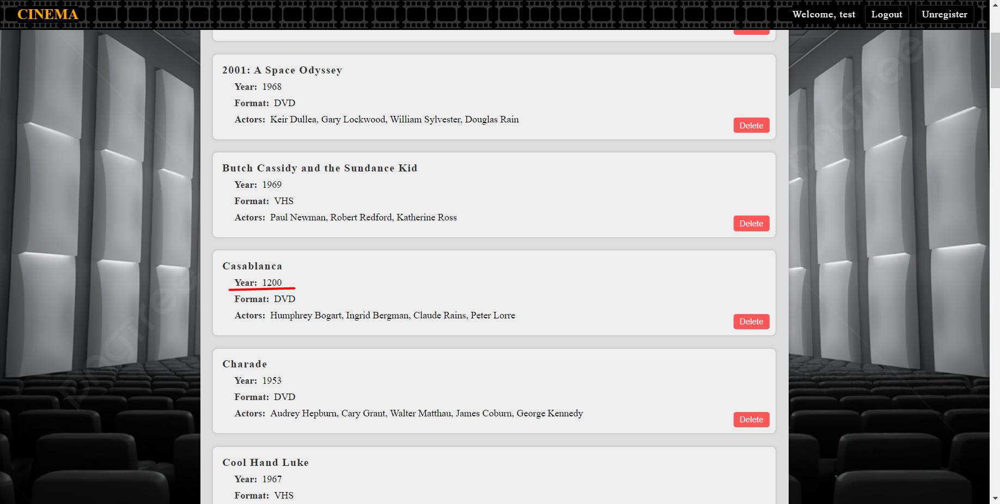 CINEMA
Welcome, test
Logout
Unregister
2001: A Space Odyssey
Year: 1968
Format: DVD
Actors: Keir Dullea, Gary Lockwood, William Sylvester, Douglas Rain
Delete
Butch Cassidy and the Sundance Kid
Year: 1969
Format: VHS
Actors: Paul Newman, Robert Redford, Katherine Ross
Delete
Casablanca
Year: 1200
Format: DVD
Actors: Humphrey Bogart, Ingrid Bergman, Claude Rains, Peter Lorre
Delete
Charade
Year: 1953
Format: DVD
Actors: Audrey Hepburn, Cary Grant, Walter Matthau, James Coburn, George Kennedy
Delete
Cool Hand Luke
Year: 1967
Format: VHS
pngtree
pngtree